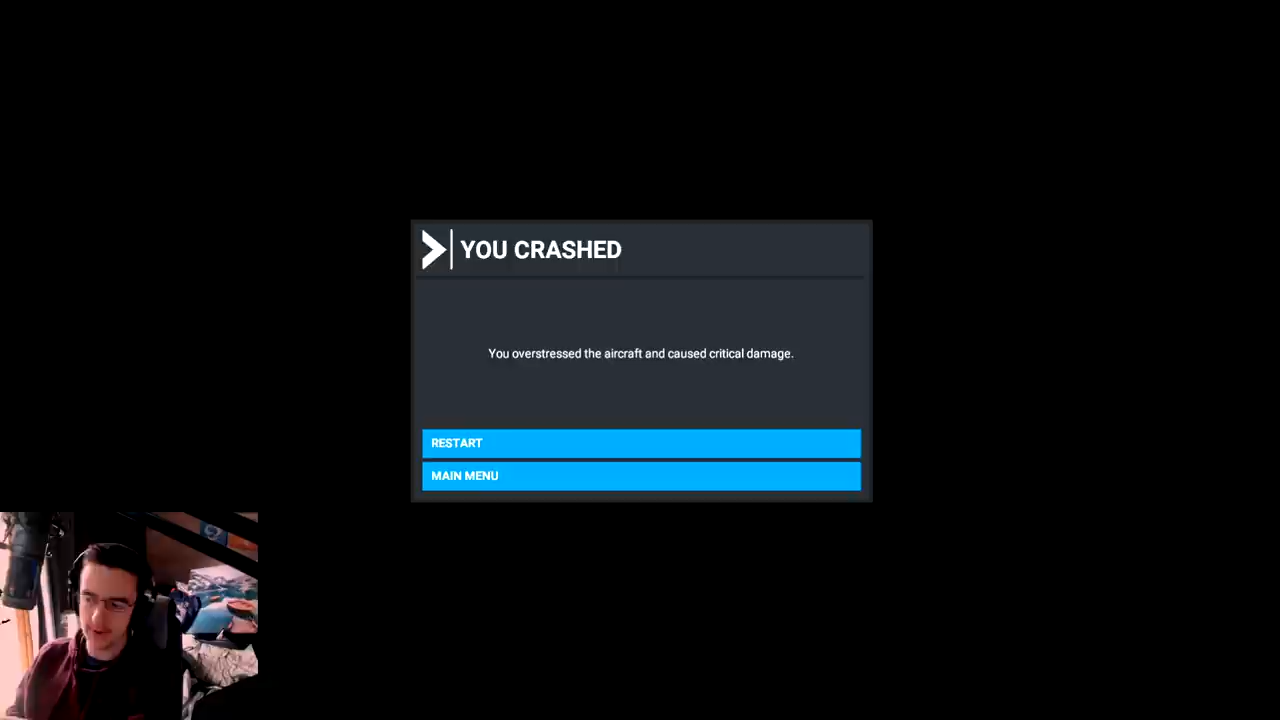 YOU CRASHED
You overstressed the aircraft and caused critical damage.
RESTART
MAIN MENU